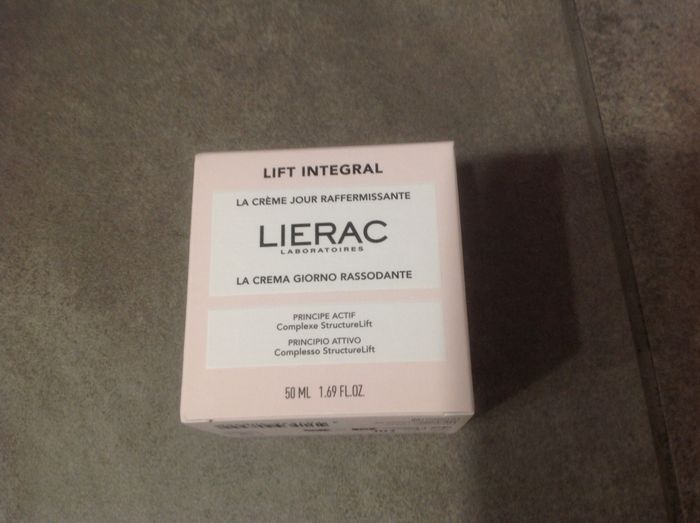 LIFT INTEGRAL
LA CRÈME JOUR RAFFERMISSANTE
LIERAC
LABORATOIRES
LA CREMA GIORNO RASSODANTE
PRINCIPE ACTIF
Complexe StructureLift
PRINCIPIO ATTIVO
Complesso StructureLift
50 ML 1.69 FL.OZ.